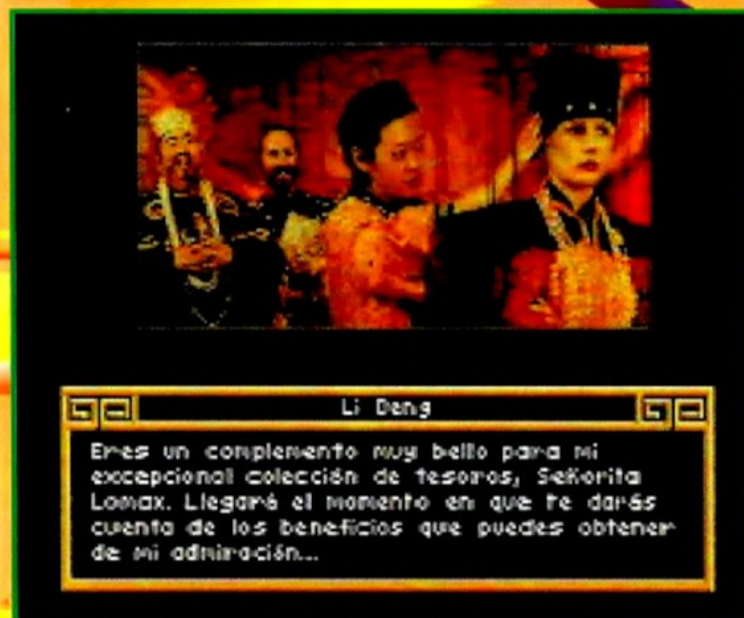 Li Deng
Eres un complemento muy bello para mi
excepcional colección de tesoros, Señorita
Lomax. Llegará el momento en que te darás
cuenta de los beneficios que puedes obtener
de mi admiración...